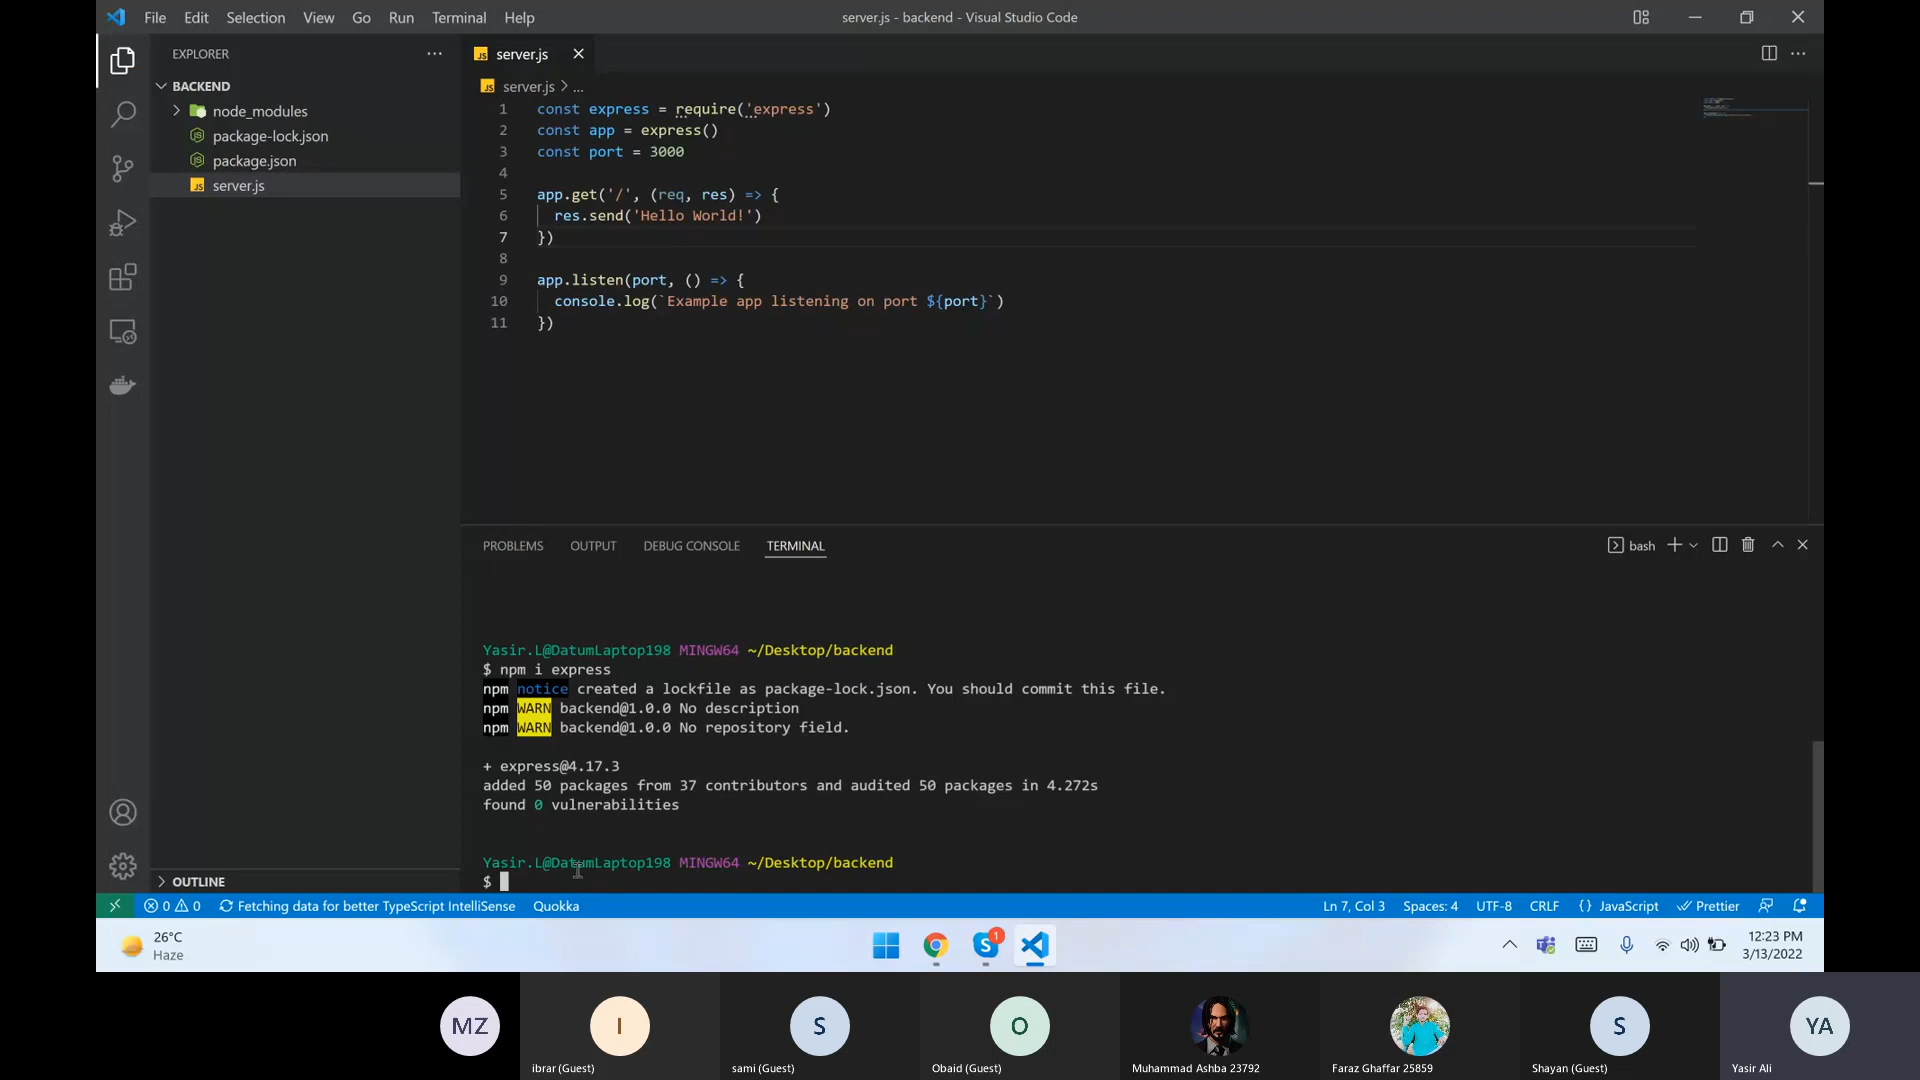 File Edit Selection View Go Run Terminal Help
server.js - backend - Visual Studio Code
EXPLORER
BACKEND
node_modules
package-lock.json
package.json
JS server.js
OUTLINE
JS server.js
JS server.js > ...
1 const express = require('express')
2 const app = express()
3 const port = 3000
4
5 app.get('/', (req, res) => {
6 res.send('Hello World!')
7 })
8
9 app.listen(port, () => {
10 console.log(`Example app listening on port ${port}`)
11 })
PROBLEMS OUTPUT DEBUG CONSOLE TERMINAL
bash
Yasir.L@DatumLaptop198 MINGW64 ~/Desktop/backend
$ npm i express
npm notice created a lockfile as package-lock.json. You should commit this file.
npm WARN backend@1.0.0 No description
npm WARN backend@1.0.0 No repository field.
+ express@4.17.3
added 50 packages from 37 contributors and audited 50 packages in 4.272s
found 0 vulnerabilities
Yasir.L@DatumLaptop198 MINGW64 ~/Desktop/backend
$
0 0 Fetching data for better TypeScript IntelliSense Quokka Ln 7, Col 3 Spaces: 4 UTF-8 CRLF {} JavaScript Prettier
26°C
Haze
S 1
12:23 PM
3/13/2022
MZ I S O S YA
ibrar (Guest) sami (Guest) Obaid (Guest) Muhammad Ashba 23792 Faraz Ghaffar 25859 Shayan (Guest) Yasir Ali